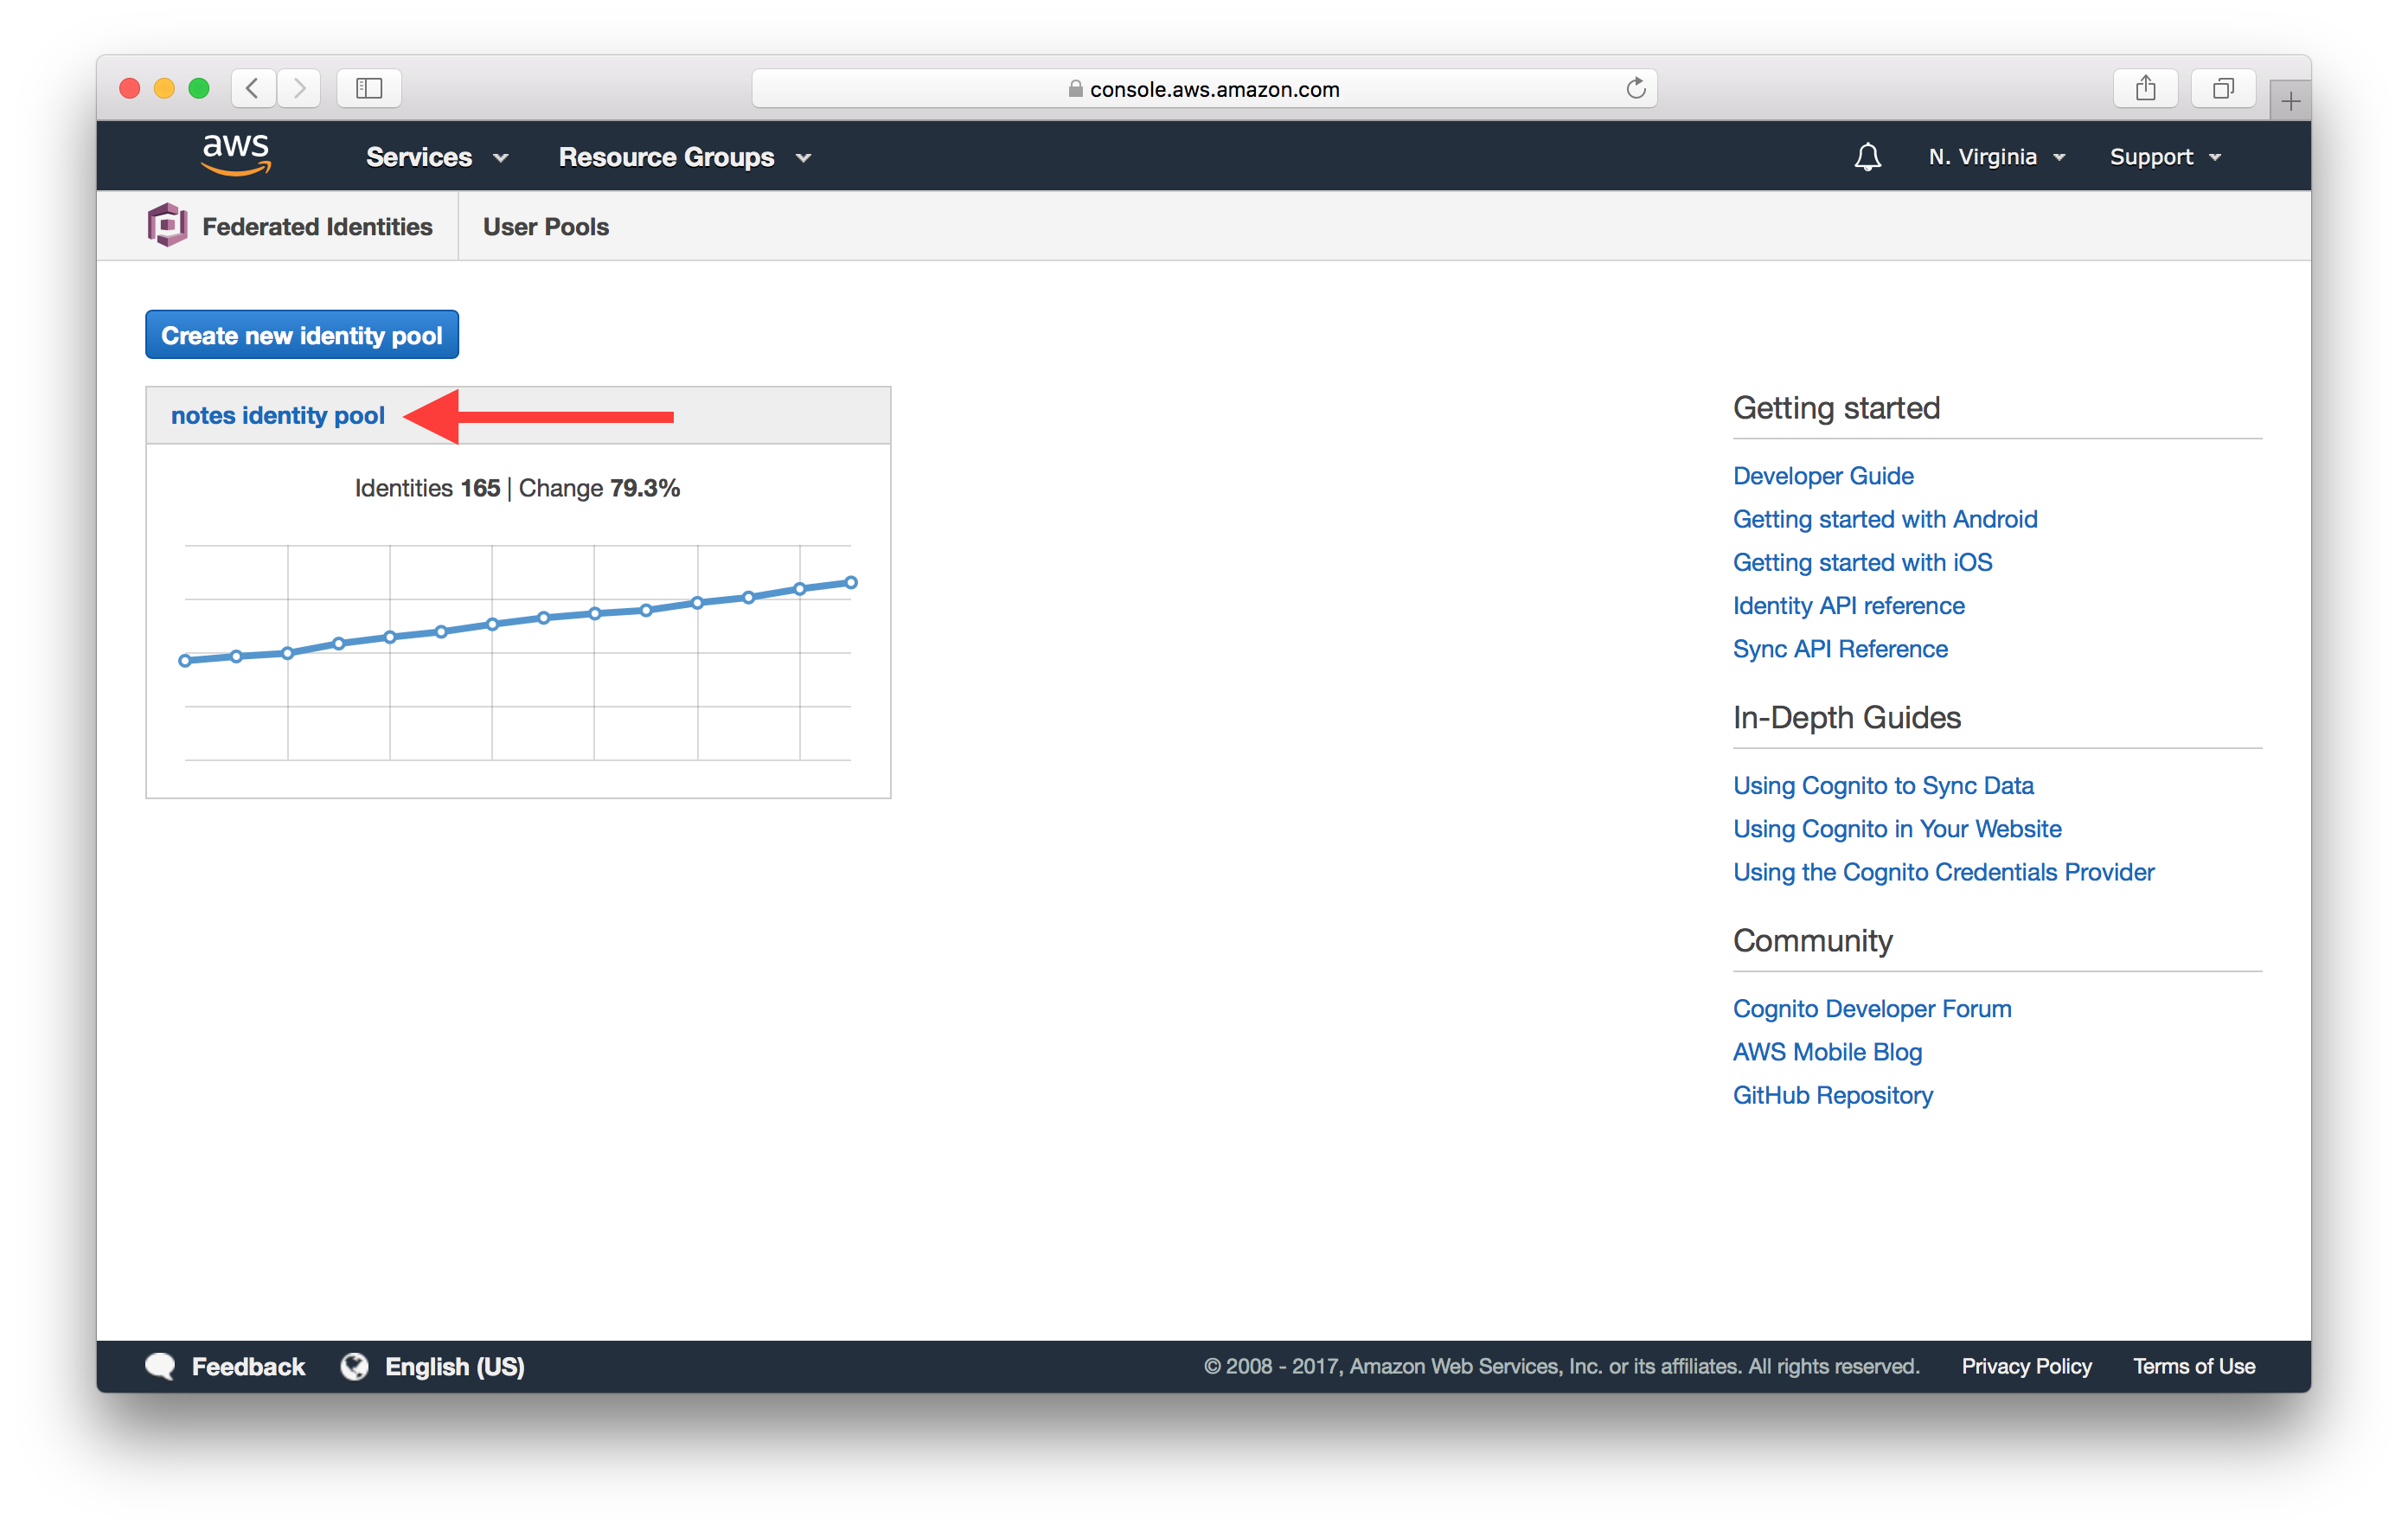 console.aws.amazon.com
aws
Services
Resource Groups
N. Virginia
Support
Federated Identities
User Pools
Create new identity pool
notes identity pool
Identities 165 | Change 79.3%
Getting started
Developer Guide
Getting started with Android
Getting started with iOS
Identity API reference
Sync API Reference
In-Depth Guides
Using Cognito to Sync Data
Using Cognito in Your Website
Using the Cognito Credentials Provider
Community
Cognito Developer Forum
AWS Mobile Blog
GitHub Repository
Feedback
English (US)
© 2008 - 2017, Amazon Web Services, Inc. or its affiliates. All rights reserved.
Privacy Policy
Terms of Use